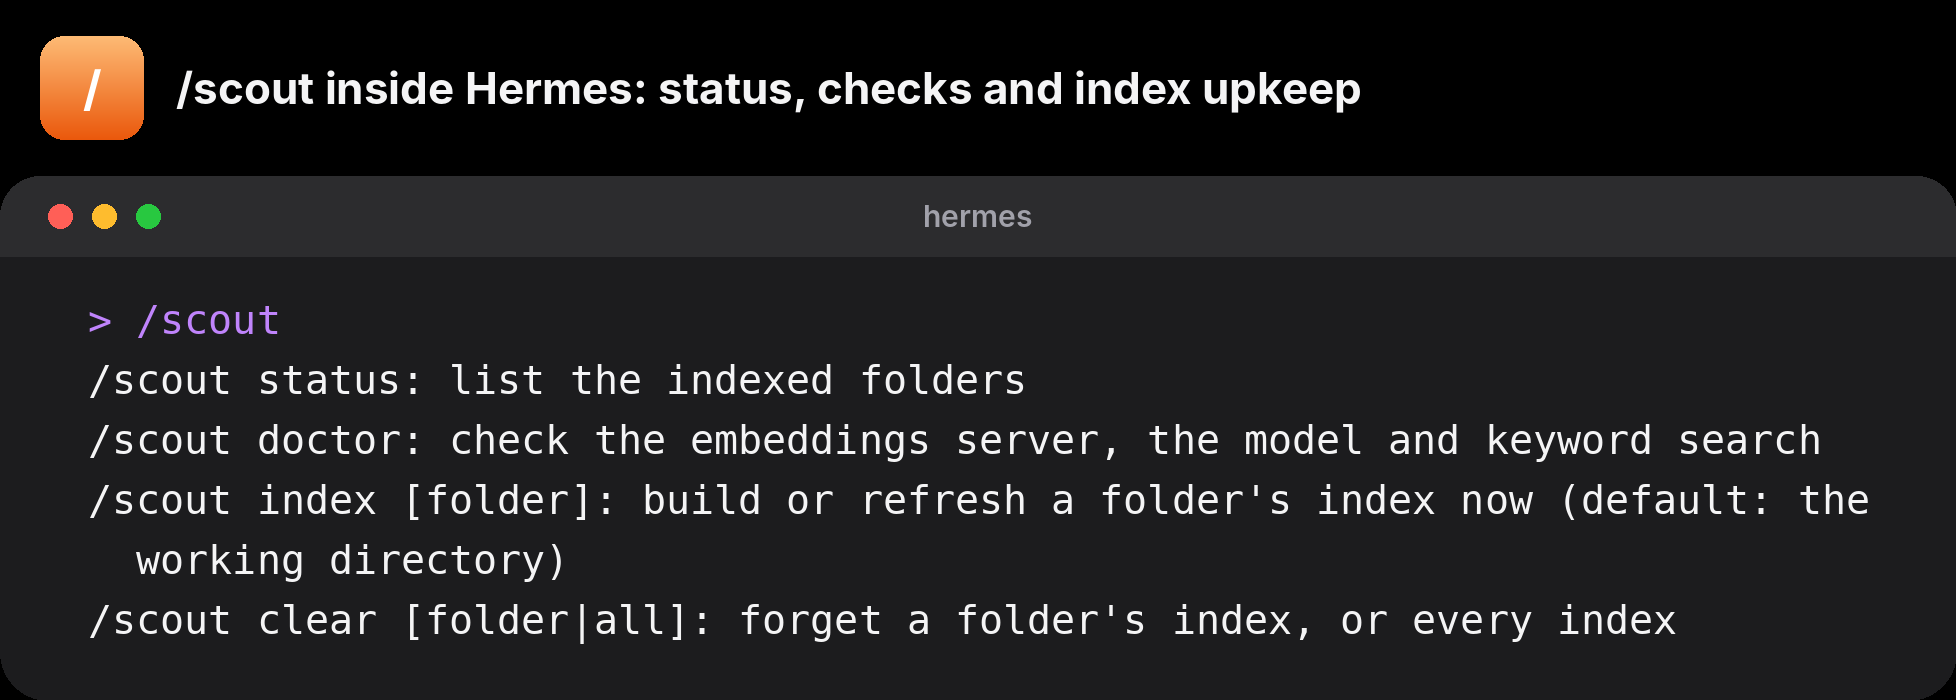 /
/scout inside Hermes: status, checks and index upkeep
hermes
> /scout
/scout status: list the indexed folders
/scout doctor: check the embeddings server, the model and keyword search
/scout index [folder]: build or refresh a folder's index now (default: the
working directory)
/scout clear [folder|all]: forget a folder's index, or every index